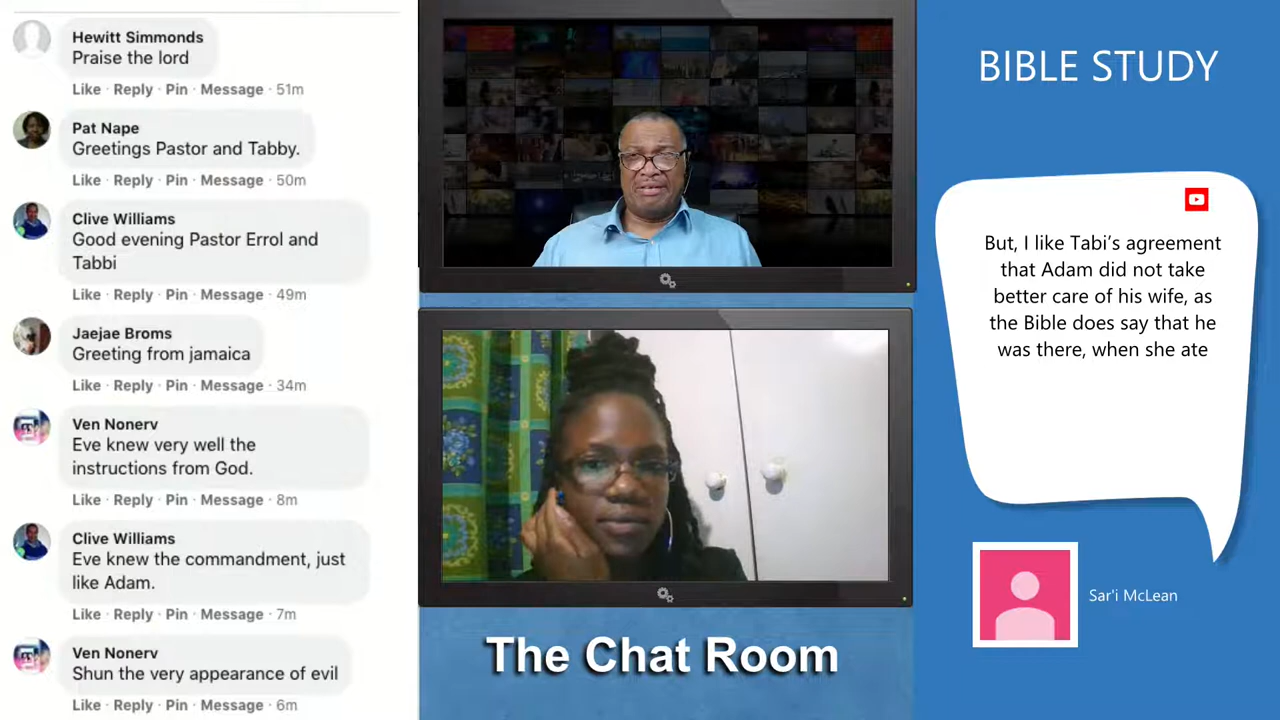 Hewitt Simmonds
Praise the lord
Like · Reply · Pin · Message · 51m
Pat Nape
Greetings Pastor and Tabby.
Like · Reply · Pin · Message · 50m
Clive Williams
Good evening Pastor Errol and
Tabbi
Like · Reply · Pin · Message · 49m
Jaejae Broms
Greeting from jamaica
Like · Reply · Pin · Message · 34m
Ven Nonerv
Eve knew very well the
instructions from God.
Like · Reply · Pin · Message · 8m
Clive Williams
Eve knew the commandment, just
like Adam.
Like · Reply · Pin · Message · 7m
Ven Nonerv
Shun the very appearance of evil
Like · Reply · Pin · Message · 6m
The Chat Room
BIBLE STUDY
But, I like Tabi’s agreement
that Adam did not take
better care of his wife, as
the Bible does say that he
was there, when she ate
Sar'i McLean